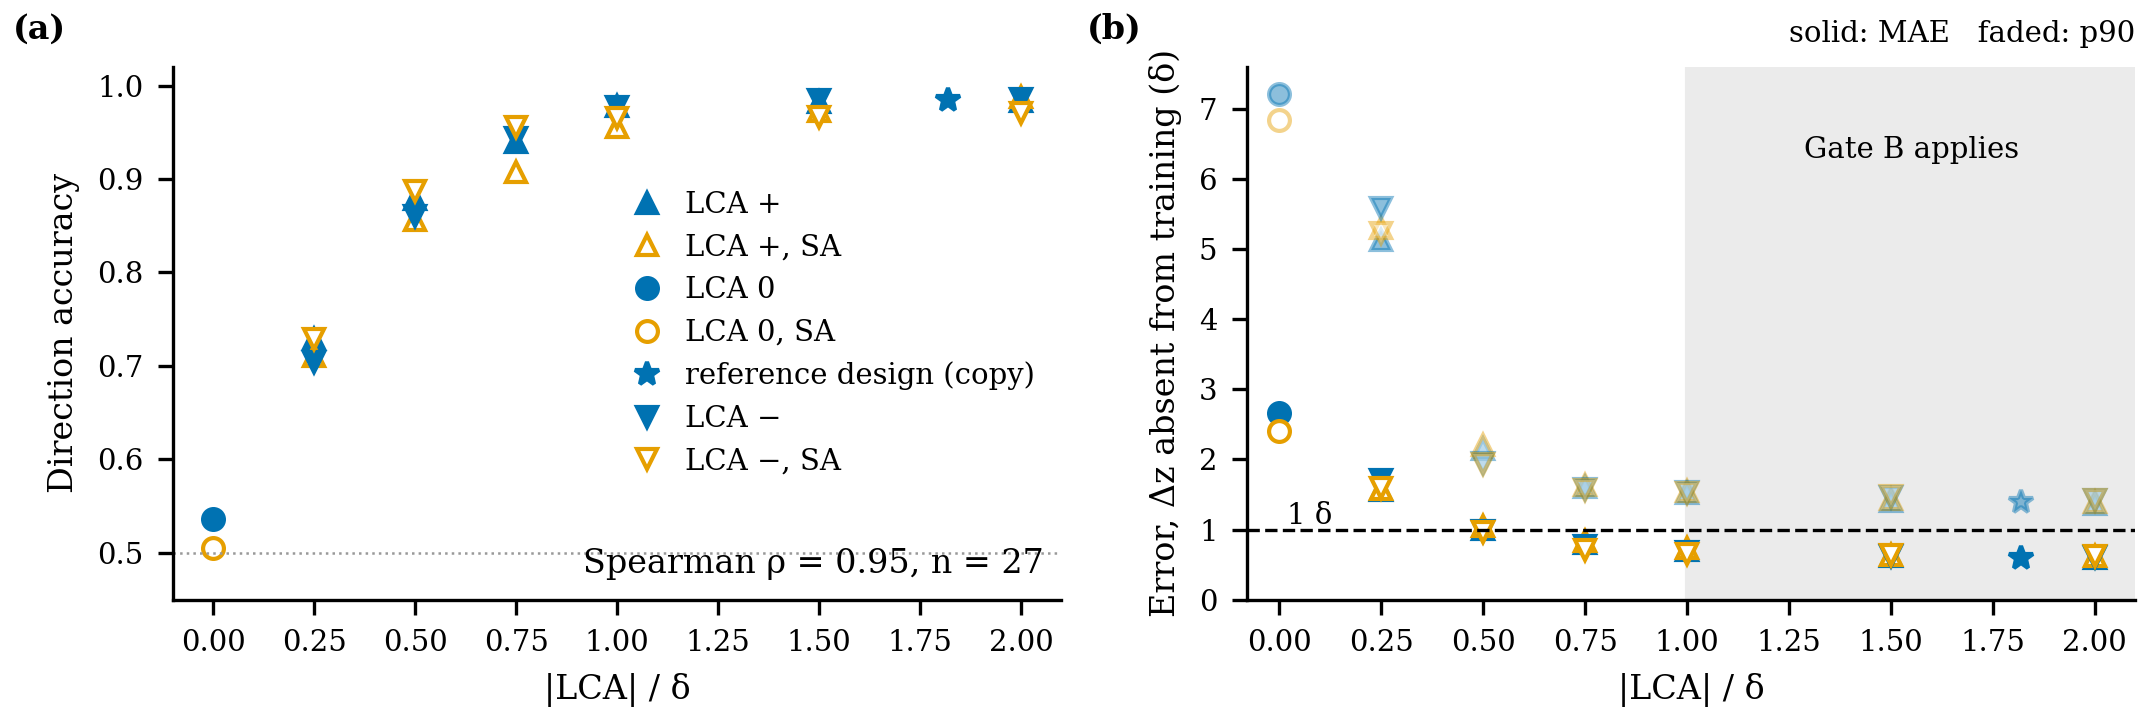 (a)
Direction accuracy
1.0
0.9
0.8
0.7
0.6
0.5
LCA +
LCA +, SA
LCA 0
LCA 0, SA
reference design (copy)
LCA −
LCA −, SA
Spearman ρ = 0.95, n = 27
0.00 0.25 0.50 0.75 1.00 1.25 1.50 1.75 2.00
|LCA| / δ
(b)
solid: MAE faded: p90
Error, Δz absent from training (δ)
7
6
5
4
3
2
1
0
Gate B applies
1 δ
0.00 0.25 0.50 0.75 1.00 1.25 1.50 1.75 2.00
|LCA| / δ